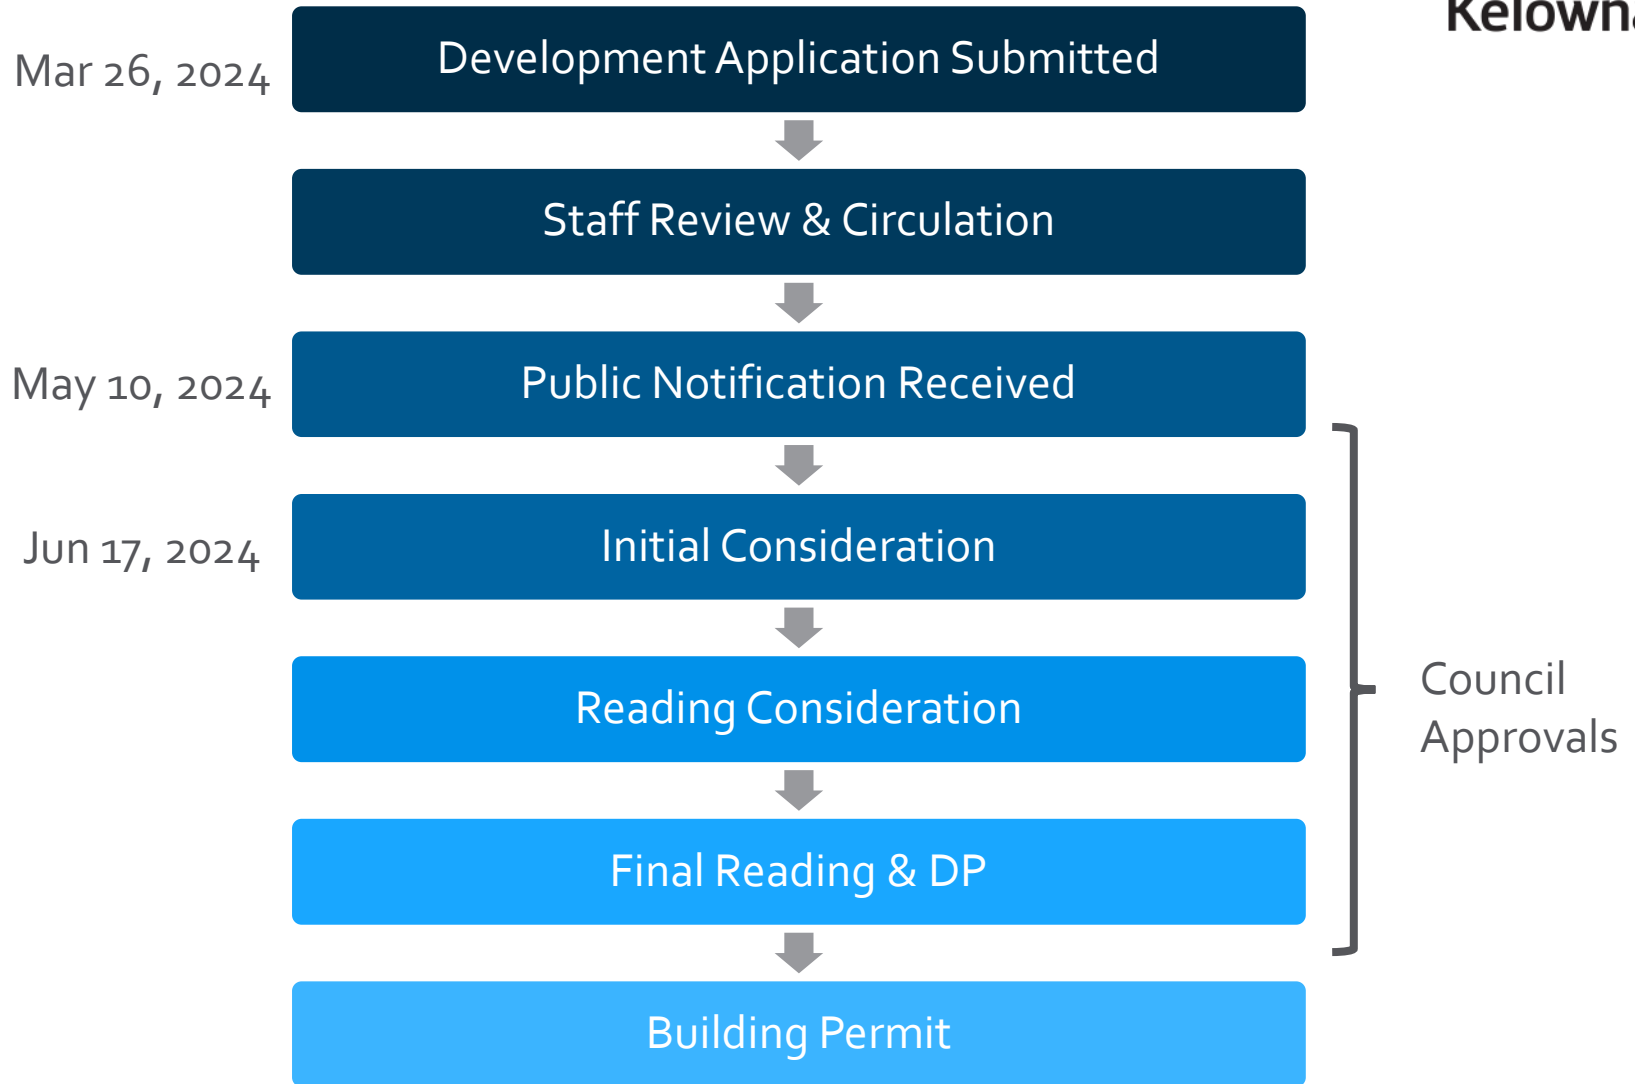 Kelowna
Mar 26, 2024
Development Application Submitted
Staff Review & Circulation
May 10, 2024
Public Notification Received
Jun 17, 2024
Initial Consideration
Reading Consideration
Council
Approvals
Final Reading & DP
Building Permit